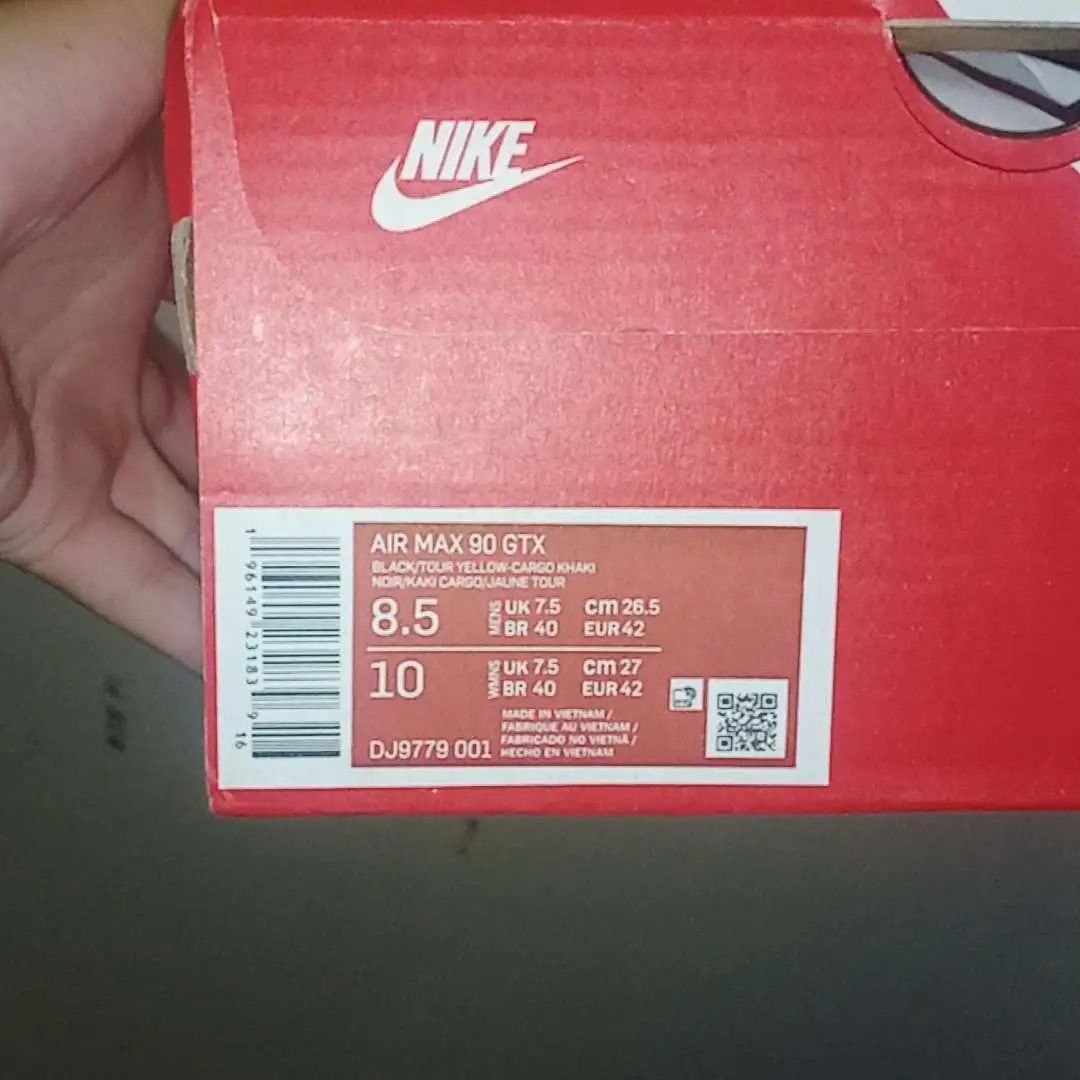 NIKE
AIR MAX 90 GTX
BLACK/TOUR YELLOW-CARGO KHAKI
NOIR/KAKI CARGO/JAUNE TOUR
8.5 MENS UK 7.5 cm 26.5
BR 40 EUR 42
10 WMNS UK 7.5 cm 27
BR 40 EUR 42
MADE IN VIETNAM /
FABRIQUE AU VIETNAM /
FABRICADO NO VIETNÃ /
DJ9779 001 HECHO EN VIETNAM
1 96149 23183 9 16